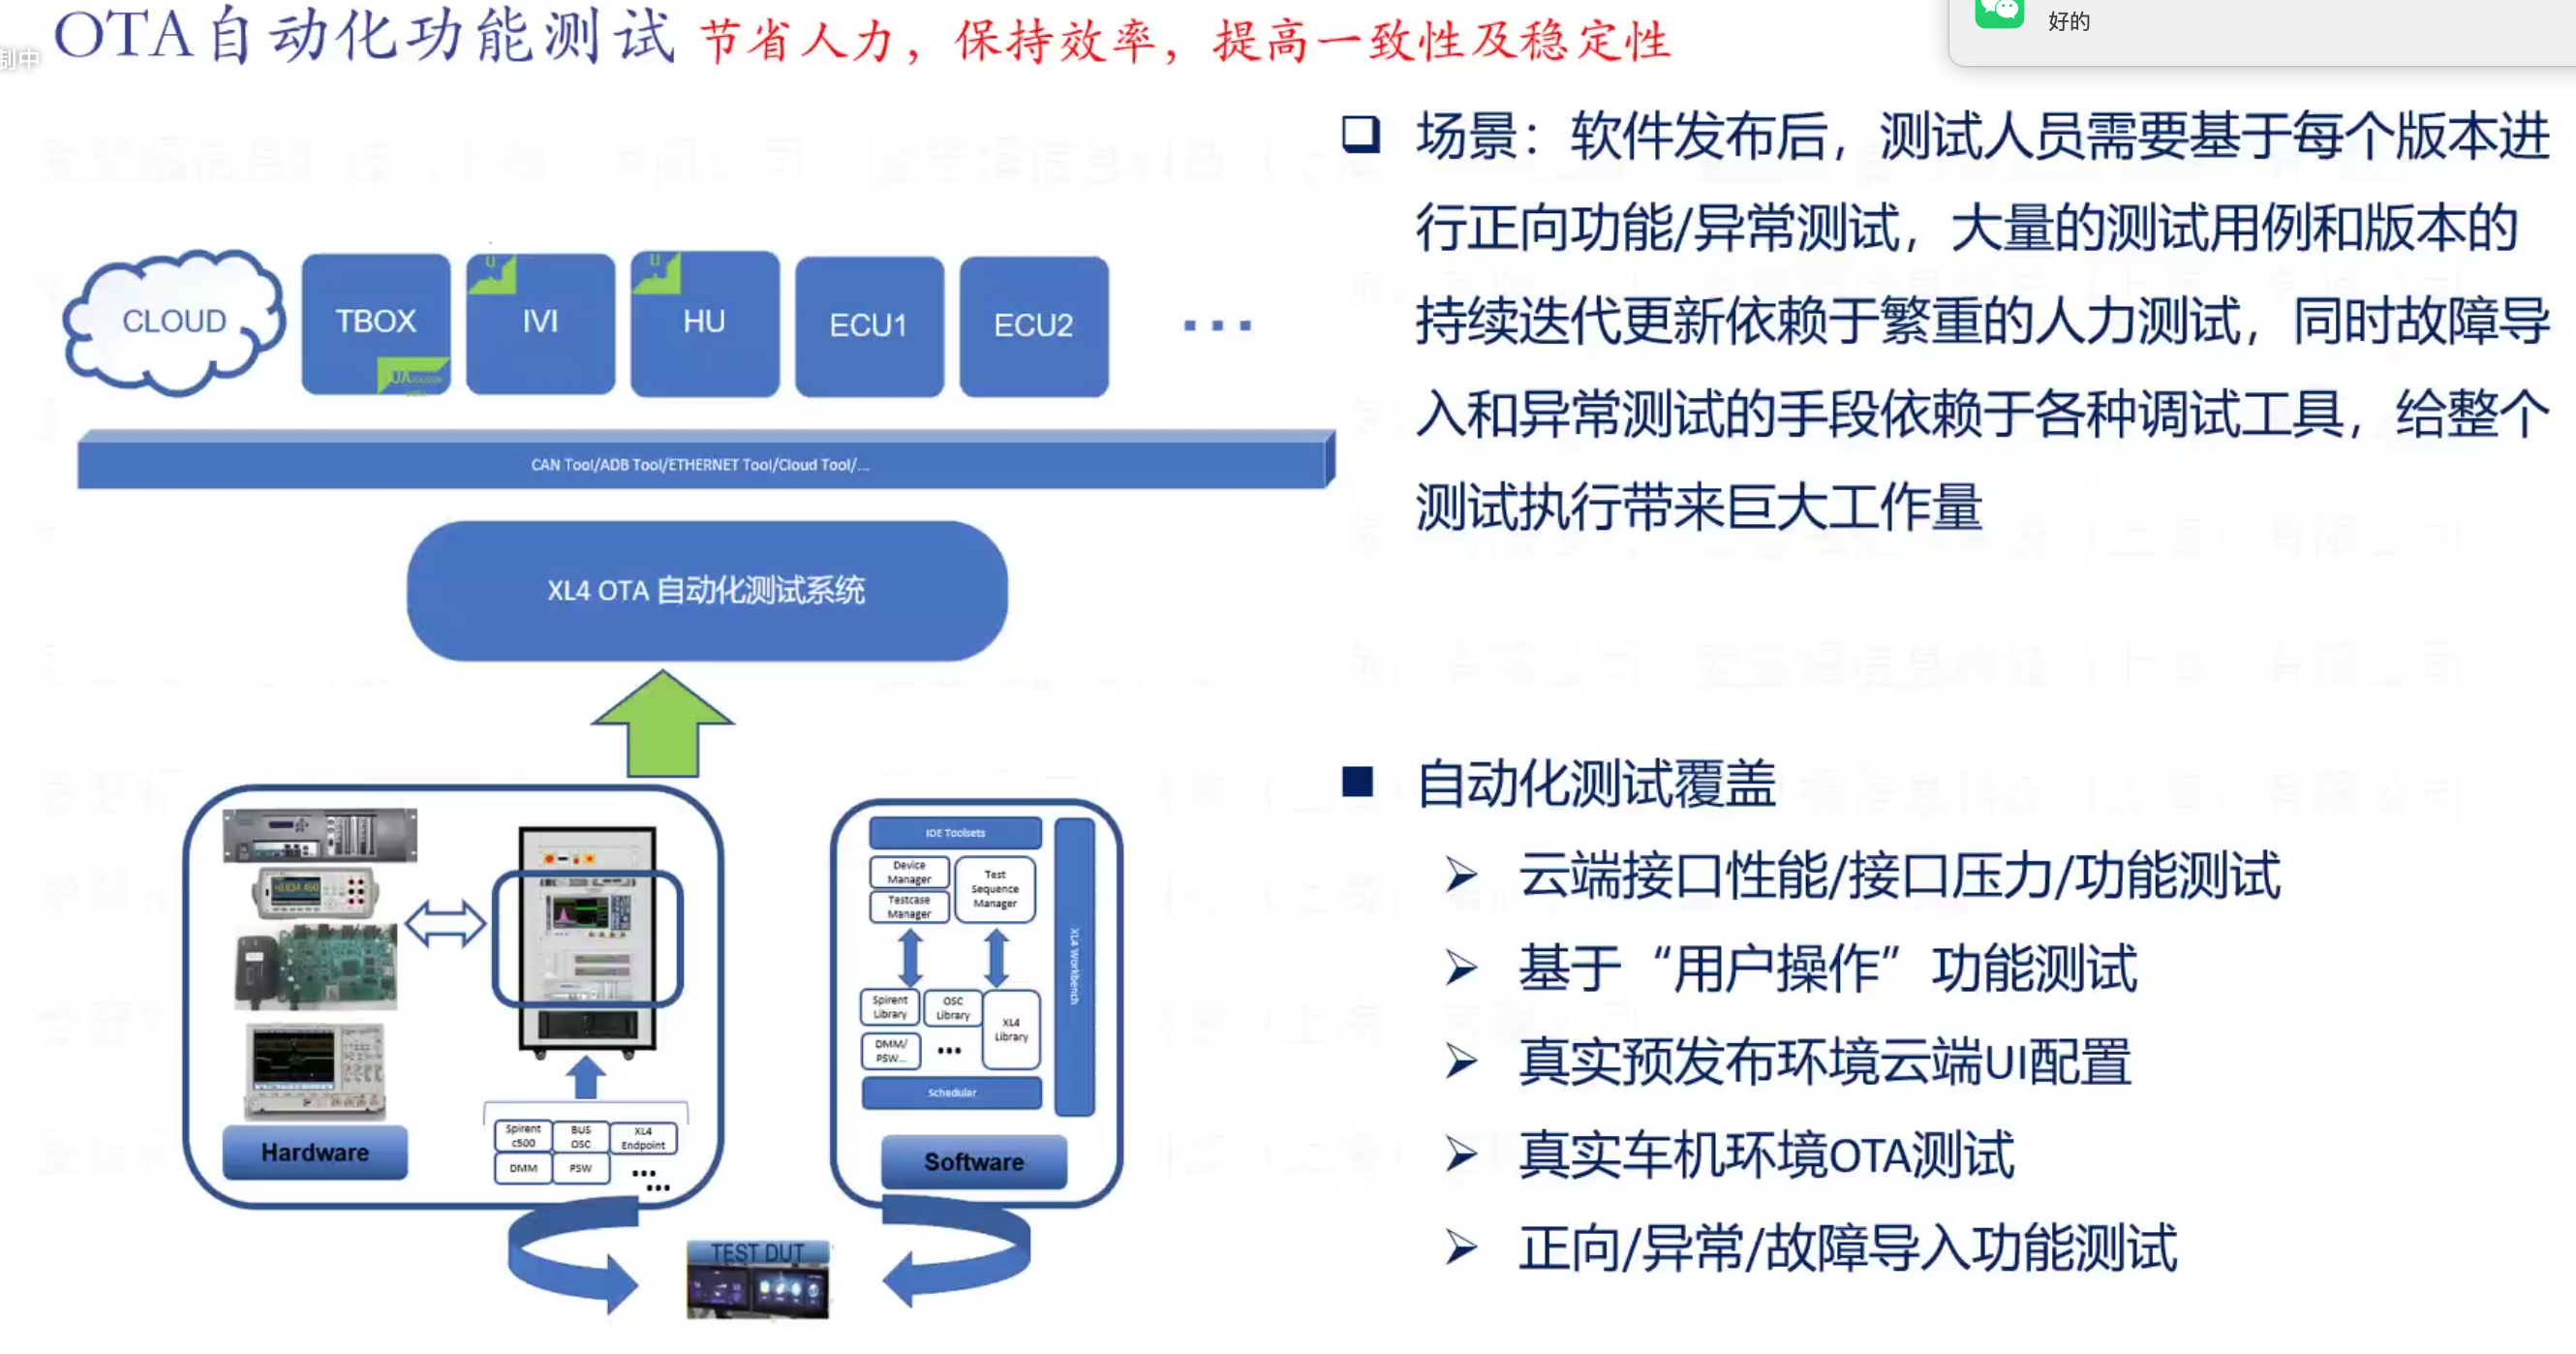 OTA自动化功能测试 节省人力，保持效率，提高一致性及稳定性
好的
制中
CLOUD
TBOX
UA
U
IVI
U
HU
ECU1
ECU2
...
CAN Tool/ADB Tool/ETHERNET Tool/Cloud Tool/...
XL4 OTA 自动化测试系统
Hardware
Spirent
c500
BUS
OSC
XL4
Endpoint
DMM
PSW
IDE Toolsets
Device
Manager
Testcase
Manager
Test
Sequence
Manager
XL4 Workbench
Spirent
Library
OSC
Library
XL4
Library
DMM/
PSW...
Scheduler
Software
TEST DUT
场景：软件发布后，测试人员需要基于每个版本进
行正向功能/异常测试，大量的测试用例和版本的
持续迭代更新依赖于繁重的人力测试，同时故障导
入和异常测试的手段依赖于各种调试工具，给整个
测试执行带来巨大工作量
自动化测试覆盖
云端接口性能/接口压力/功能测试
基于“用户操作”功能测试
真实预发布环境云端UI配置
真实车机环境OTA测试
正向/异常/故障导入功能测试